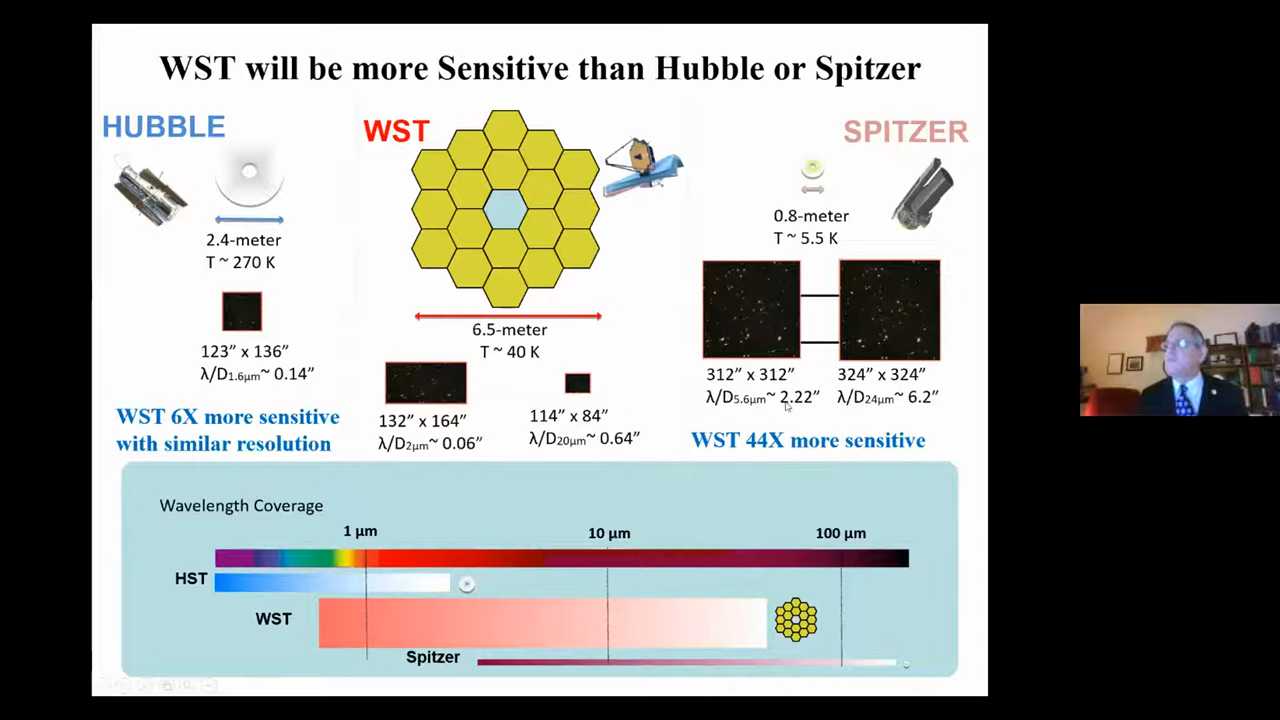 WST will be more Sensitive than Hubble or Spitzer
HUBBLE
2.4-meter
T ~ 270 K
123” x 136”
λ/D1.6µm~ 0.14”
WST 6X more sensitive
with similar resolution
WST
6.5-meter
T ~ 40 K
132” x 164”
λ/D2µm~ 0.06”
114” x 84”
λ/D20µm~ 0.64”
SPITZER
0.8-meter
T ~ 5.5 K
312” x 312”
λ/D5.6µm~ 2.22”
324” x 324”
λ/D24µm~ 6.2”
WST 44X more sensitive
Wavelength Coverage
1 µm
10 µm
100 µm
HST
WST
Spitzer